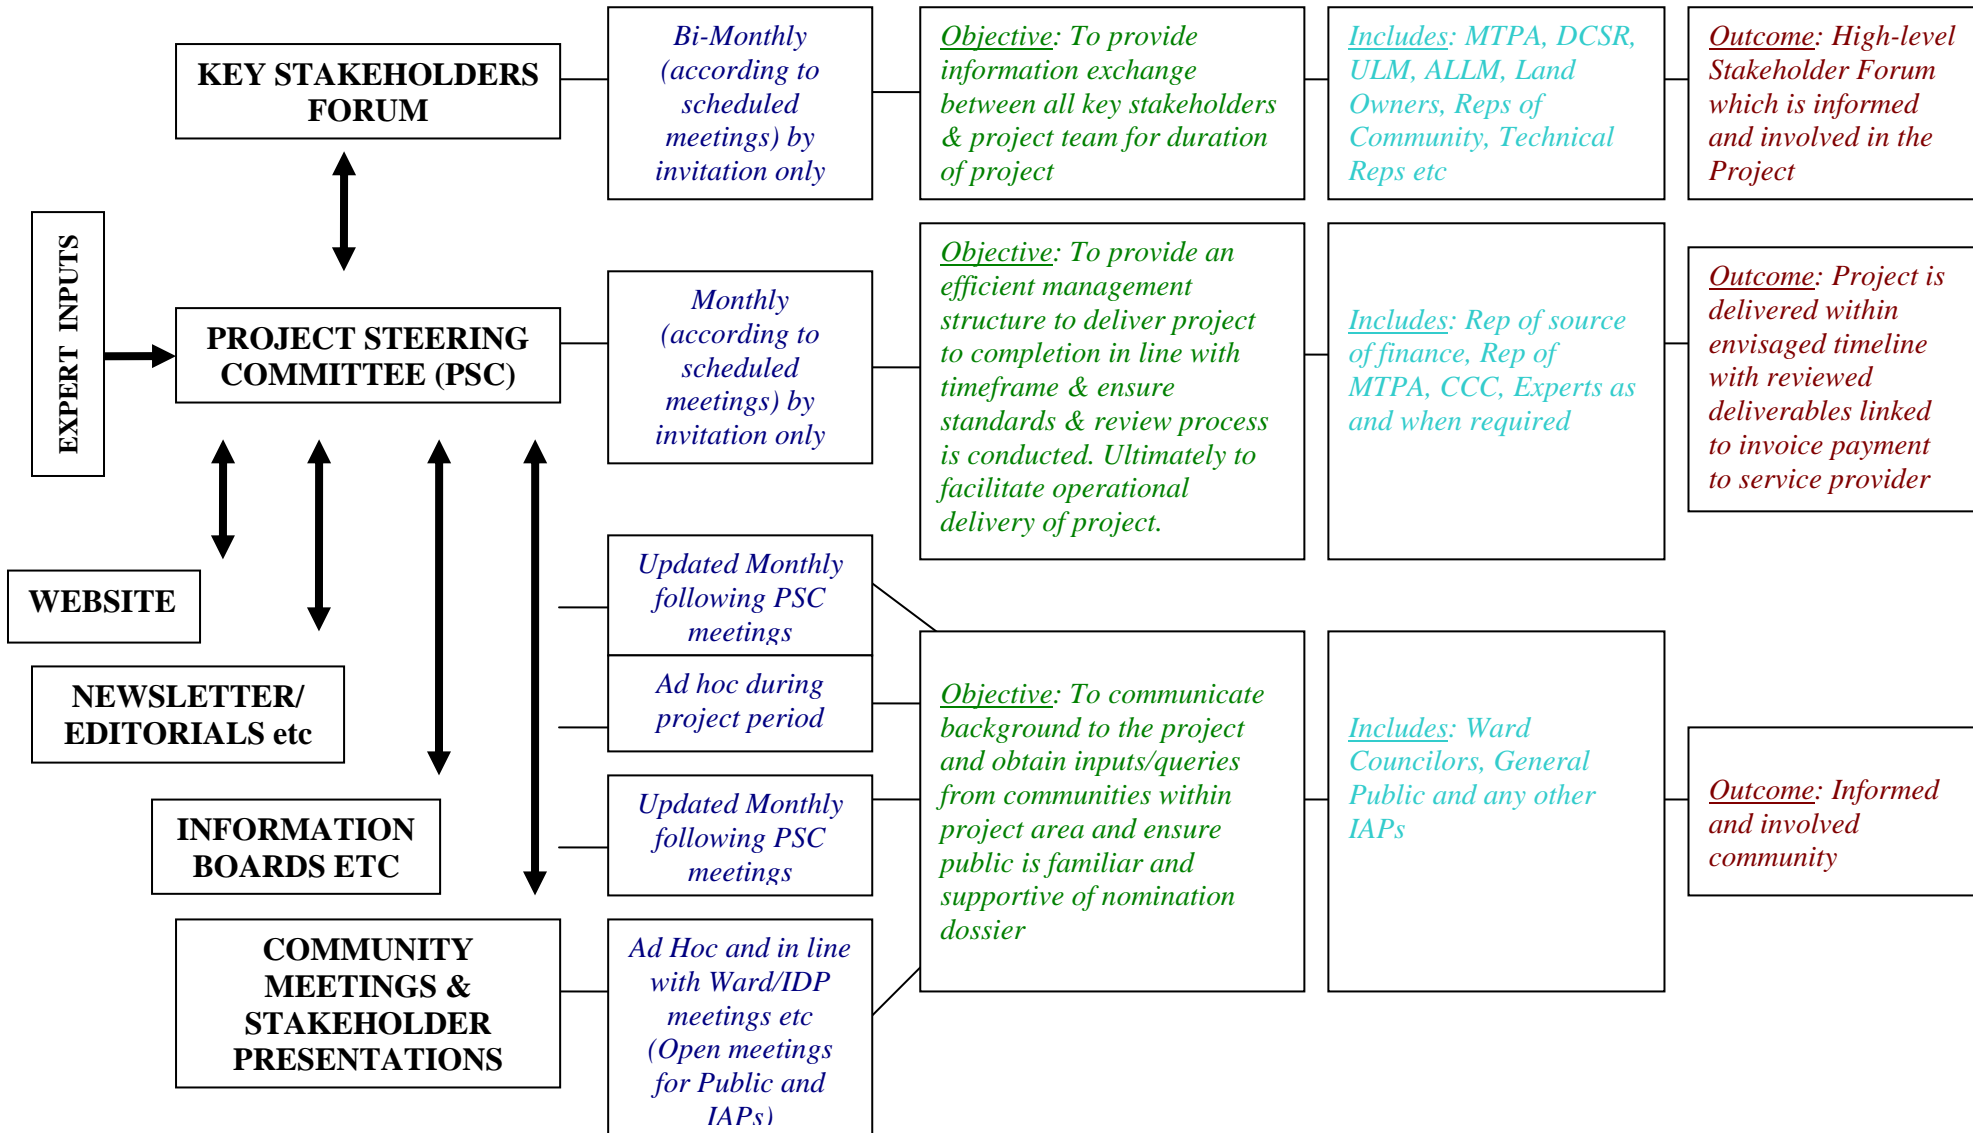 KEY STAKEHOLDERS
FORUM
Bi-Monthly
(according to
scheduled
meetings) by
invitation only
Objective: To provide
information exchange
between all key stakeholders
& project team for duration
of project
Includes: MTPA, DCSR,
ULM, ALLM, Land
Owners, Reps of
Community, Technical
Reps etc
Outcome: High-level
Stakeholder Forum
which is informed
and involved in the
Project
EXPERT INPUTS
PROJECT STEERING
COMMITTEE (PSC)
Monthly
(according to
scheduled
meetings) by
invitation only
Objective: To provide an
efficient management
structure to deliver project
to completion in line with
timeframe & ensure
standards & review process
is conducted. Ultimately to
facilitate operational
delivery of project.
Includes: Rep of source
of finance, Rep of
MTPA, CCC, Experts as
and when required
Outcome: Project is
delivered within
envisaged timeline
with reviewed
deliverables linked
to invoice payment
to service provider
WEBSITE
Updated Monthly
following PSC
meetings
NEWSLETTER/
EDITORIALS etc
Ad hoc during
project period
INFORMATION
BOARDS ETC
Updated Monthly
following PSC
meetings
COMMUNITY
MEETINGS &
STAKEHOLDER
PRESENTATIONS
Ad Hoc and in line
with Ward/IDP
meetings etc
(Open meetings
for Public and
IAPs)
Objective: To communicate
background to the project
and obtain inputs/queries
from communities within
project area and ensure
public is familiar and
supportive of nomination
dossier
Includes: Ward
Councilors, General
Public and any other
IAPs
Outcome: Informed
and involved
community